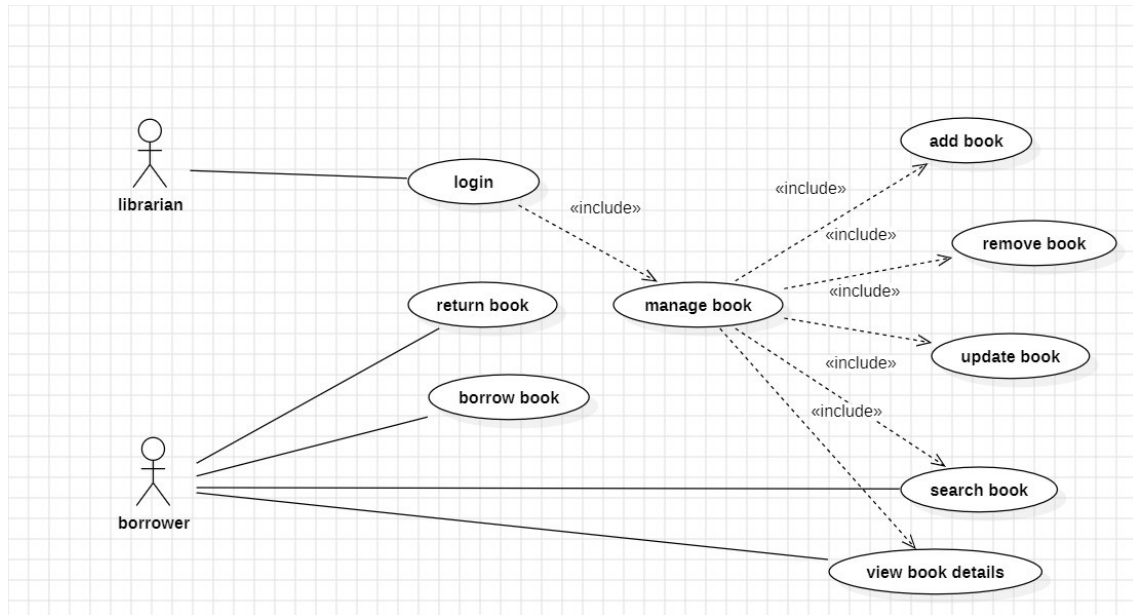 add book
login
«include»
librarian
«include»
«include»
remove book
«include»
return book
manage book
update book
«include»
borrow book
«include»
search book
borrower
view book details